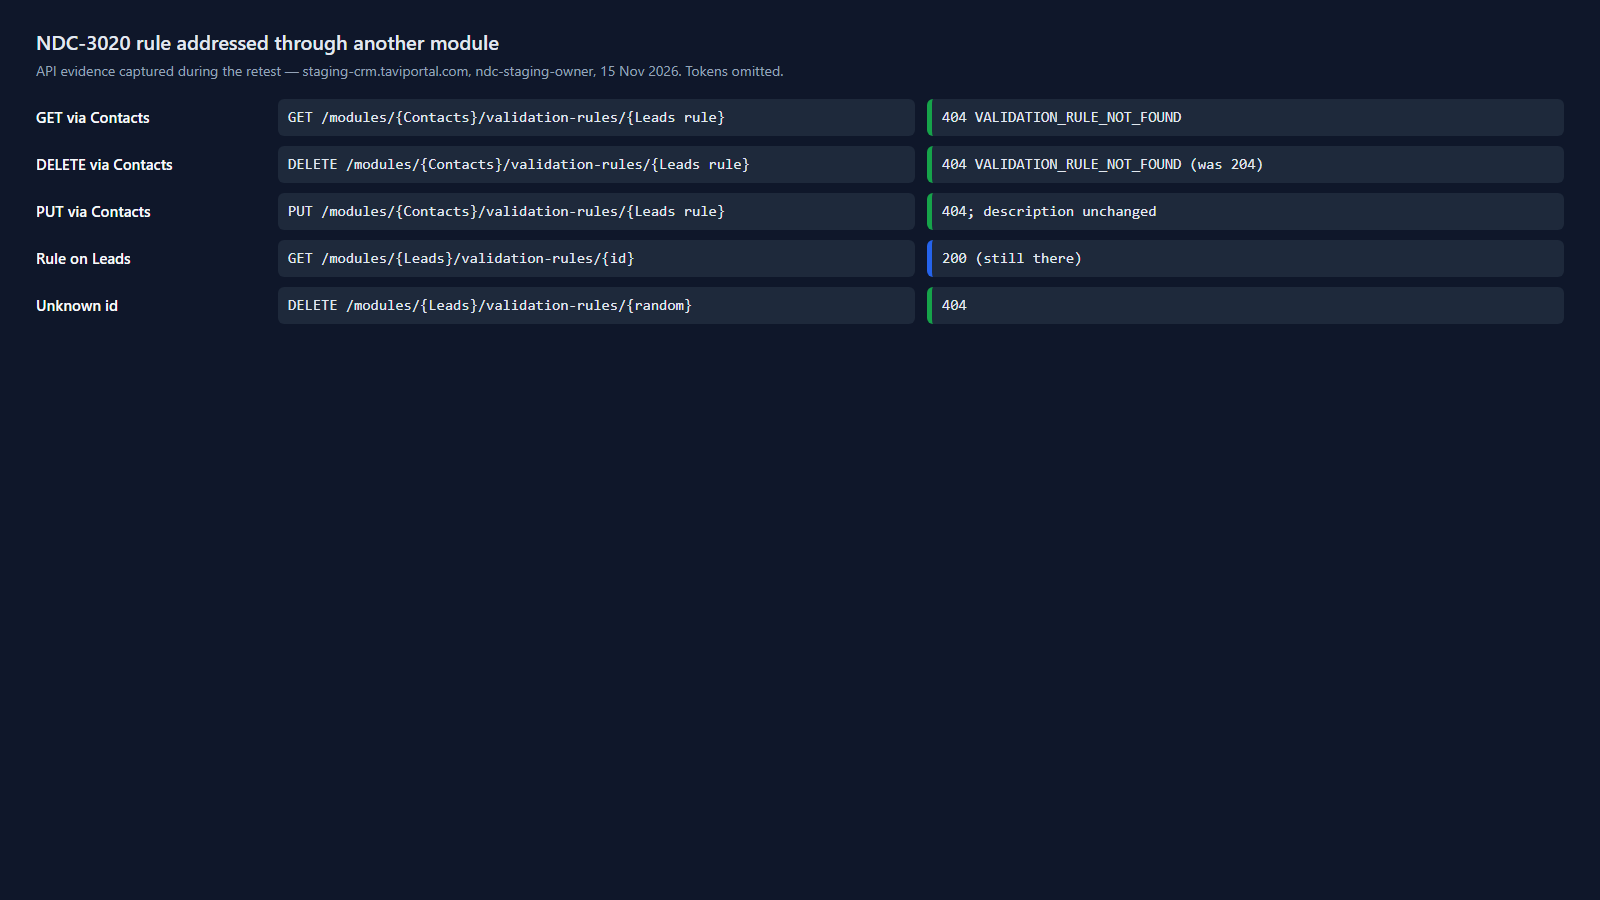 NDC-3020 rule addressed through another module
API evidence captured during the retest — staging-crm.taviportal.com, ndc-staging-owner, 15 Nov 2026. Tokens omitted.
GET via Contacts GET /modules/{Contacts}/validation-rules/{Leads rule} 404 VALIDATION_RULE_NOT_FOUND
DELETE via Contacts DELETE /modules/{Contacts}/validation-rules/{Leads rule} 404 VALIDATION_RULE_NOT_FOUND (was 204)
PUT via Contacts PUT /modules/{Contacts}/validation-rules/{Leads rule} 404; description unchanged
Rule on Leads GET /modules/{Leads}/validation-rules/{id} 200 (still there)
Unknown id DELETE /modules/{Leads}/validation-rules/{random} 404